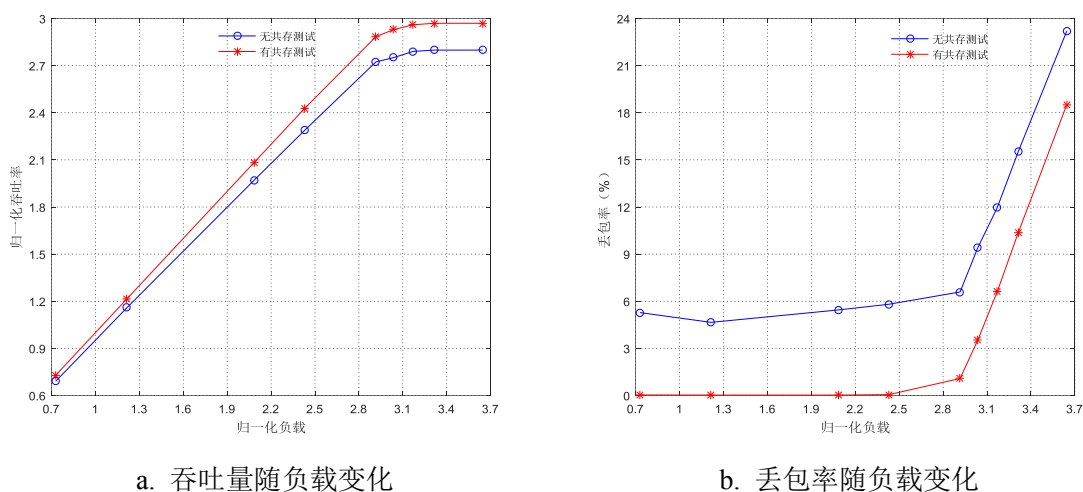 3
2.7
2.4
2.1
1.8
1.5
1.2
0.9
0.6
归一化吞吐率
无共存测试
有共存测试
0.7 1 1.3 1.6 1.9 2.2 2.5 2.8 3.1 3.4 3.7
归一化负载
a. 吞吐量随负载变化
24
21
18
15
12
9
6
3
0
丢包率（%）
无共存测试
有共存测试
0.7 1 1.3 1.6 1.9 2.2 2.5 2.8 3.1 3.4 3.7
归一化负载
b. 丢包率随负载变化